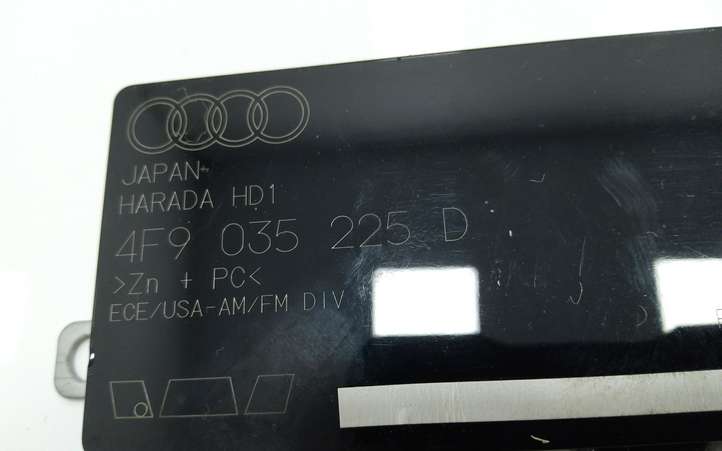 JAPAN
HARADA HD1
4F9 035 225 D
>Zn + PC<
ECE/USA-AM/FM DIV